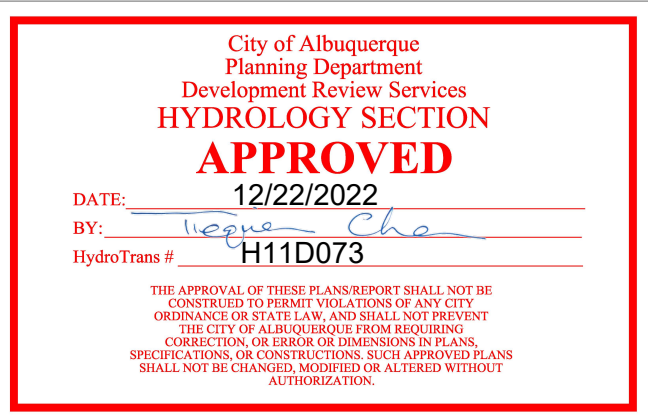 City of Albuquerque
Planning Department
Development Review Services
HYDROLOGY SECTION
APPROVED
DATE: 12/22/2022
BY:
HydroTrans # H11D073
THE APPROVAL OF THESE PLANS/REPORT SHALL NOT BE
CONSTRUED TO PERMIT VIOLATIONS OF ANY CITY
ORDINANCE OR STATE LAW, AND SHALL NOT PREVENT
THE CITY OF ALBUQUERQUE FROM REQUIRING
CORRECTION, OR ERROR OR DIMENSIONS IN PLANS,
SPECIFICATIONS, OR CONSTRUCTIONS. SUCH APPROVED PLANS
SHALL NOT BE CHANGED, MODIFIED OR ALTERED WITHOUT
AUTHORIZATION.